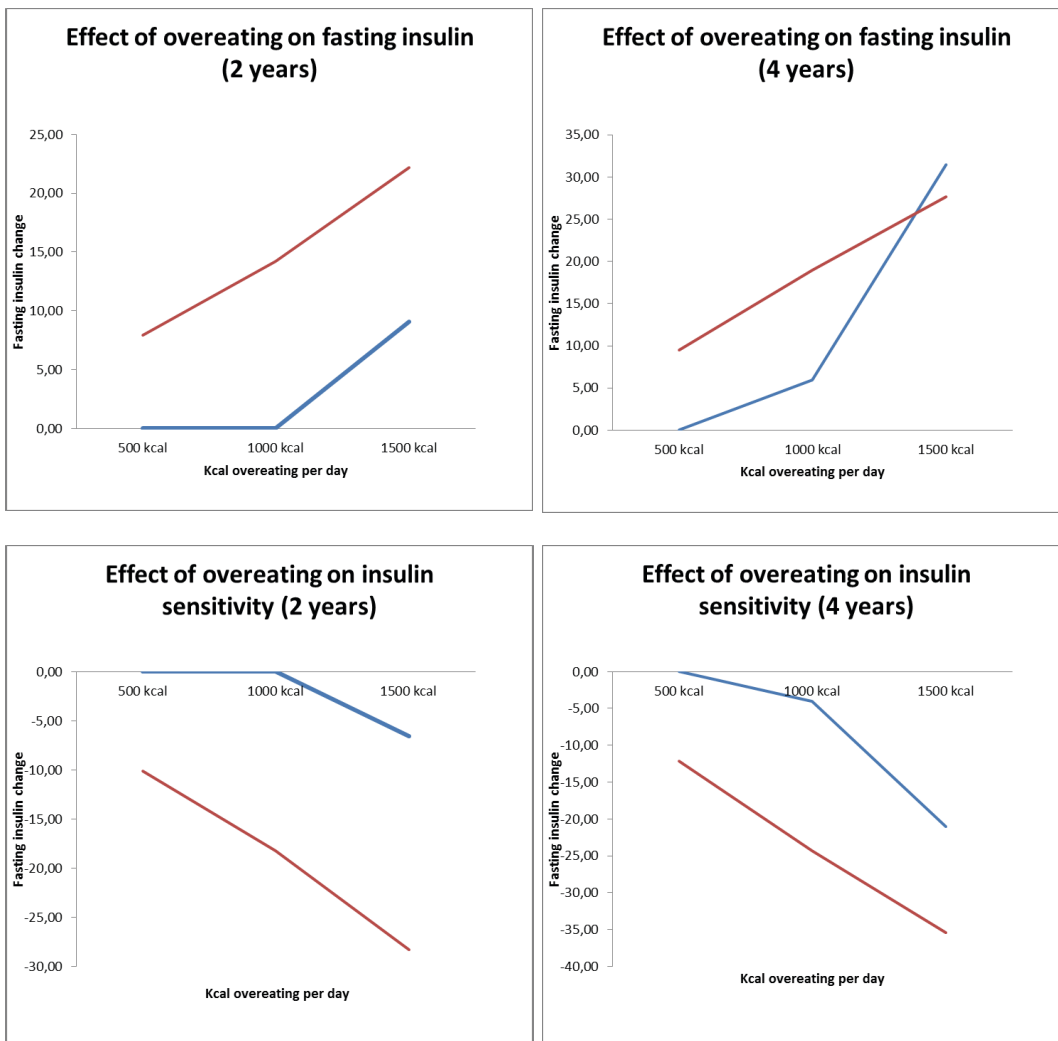 Effect of overeating on fasting insulin
(2 years)
25,00
20,00
15,00
10,00
5,00
0,00
Fasting insulin change
500 kcal
1000 kcal
1500 kcal
Kcal overeating per day
Effect of overeating on fasting insulin
(4 years)
35,00
30,00
25,00
20,00
15,00
10,00
5,00
0,00
Fasting insulin change
500 kcal
1000 kcal
1500 kcal
Kcal overeating per day
Effect of overeating on insulin
sensitivity (2 years)
0,00
-5,00
-10,00
-15,00
-20,00
-25,00
-30,00
Fasting insulin change
500 kcal
1000 kcal
1500 kcal
Kcal overeating per day
Effect of overeating on insulin
sensitivity (4 years)
0,00
-5,00
-10,00
-15,00
-20,00
-25,00
-30,00
-35,00
-40,00
Fasting insulin change
500 kcal
1000 kcal
1500 kcal
Kcal overeating per day